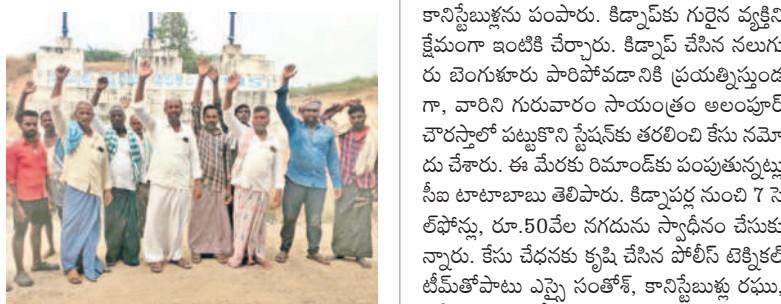 కానిస్టేబుళ్లను పంపారు. కిడ్నాప్‌కు గురైన వ్యక్తిని
క్షేమంగా ఇంటికి చేర్చారు. కిడ్నాప్ చేసిన నలుగు
రు బెంగుళూరు పారిపోవడానికి ప్రయత్నిస్తుండ
గా, వారిని గురువారం సాయంత్రం అలంపూర్
చౌరస్తాలో పట్టుకొని స్టేషన్‌కు తరలించి కేసు నమో
దు చేశారు. ఈ మేరకు రిమాండ్‌కు పంపుతున్నట్లు
సీఐ టాటాబాబు తెలిపారు. కిడ్నాపర్ల నుంచి 7 సె
ల్‌ఫోన్లు, రూ.50వేల నగదును స్వాధీనం చేసుకు
న్నారు. కేసు చేధనకు కృషి చేసిన పోలీస్ టెక్నికల్
టీమ్‌తోపాటు ఎస్సై సంతోశ్, కానిస్టేబుళ్లు రఘు,